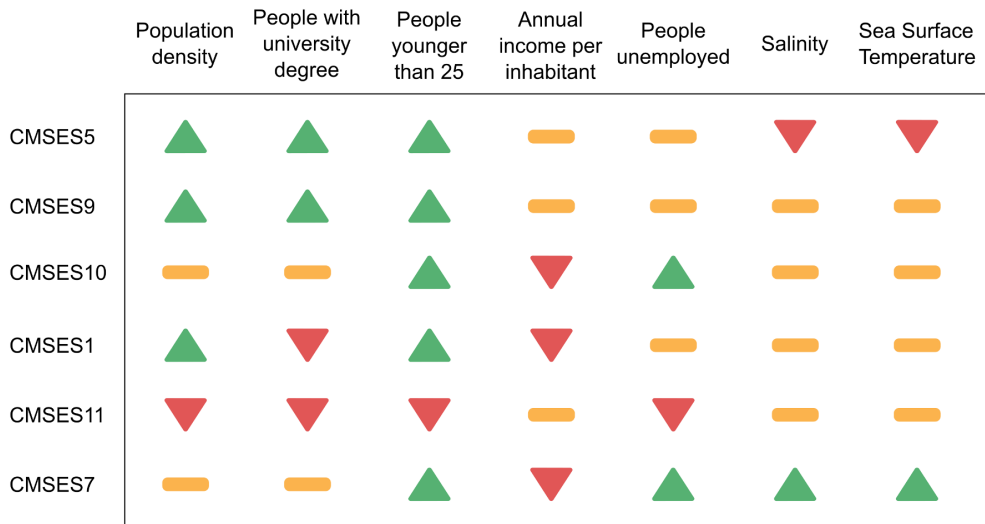 Population
density
People with
university
degree
People
younger
than 25
Annual
income per
inhabitant
People
unemployed
Salinity
Sea Surface
Temperature
CMSES5
CMSES9
CMSES10
CMSES1
CMSES11
CMSES7